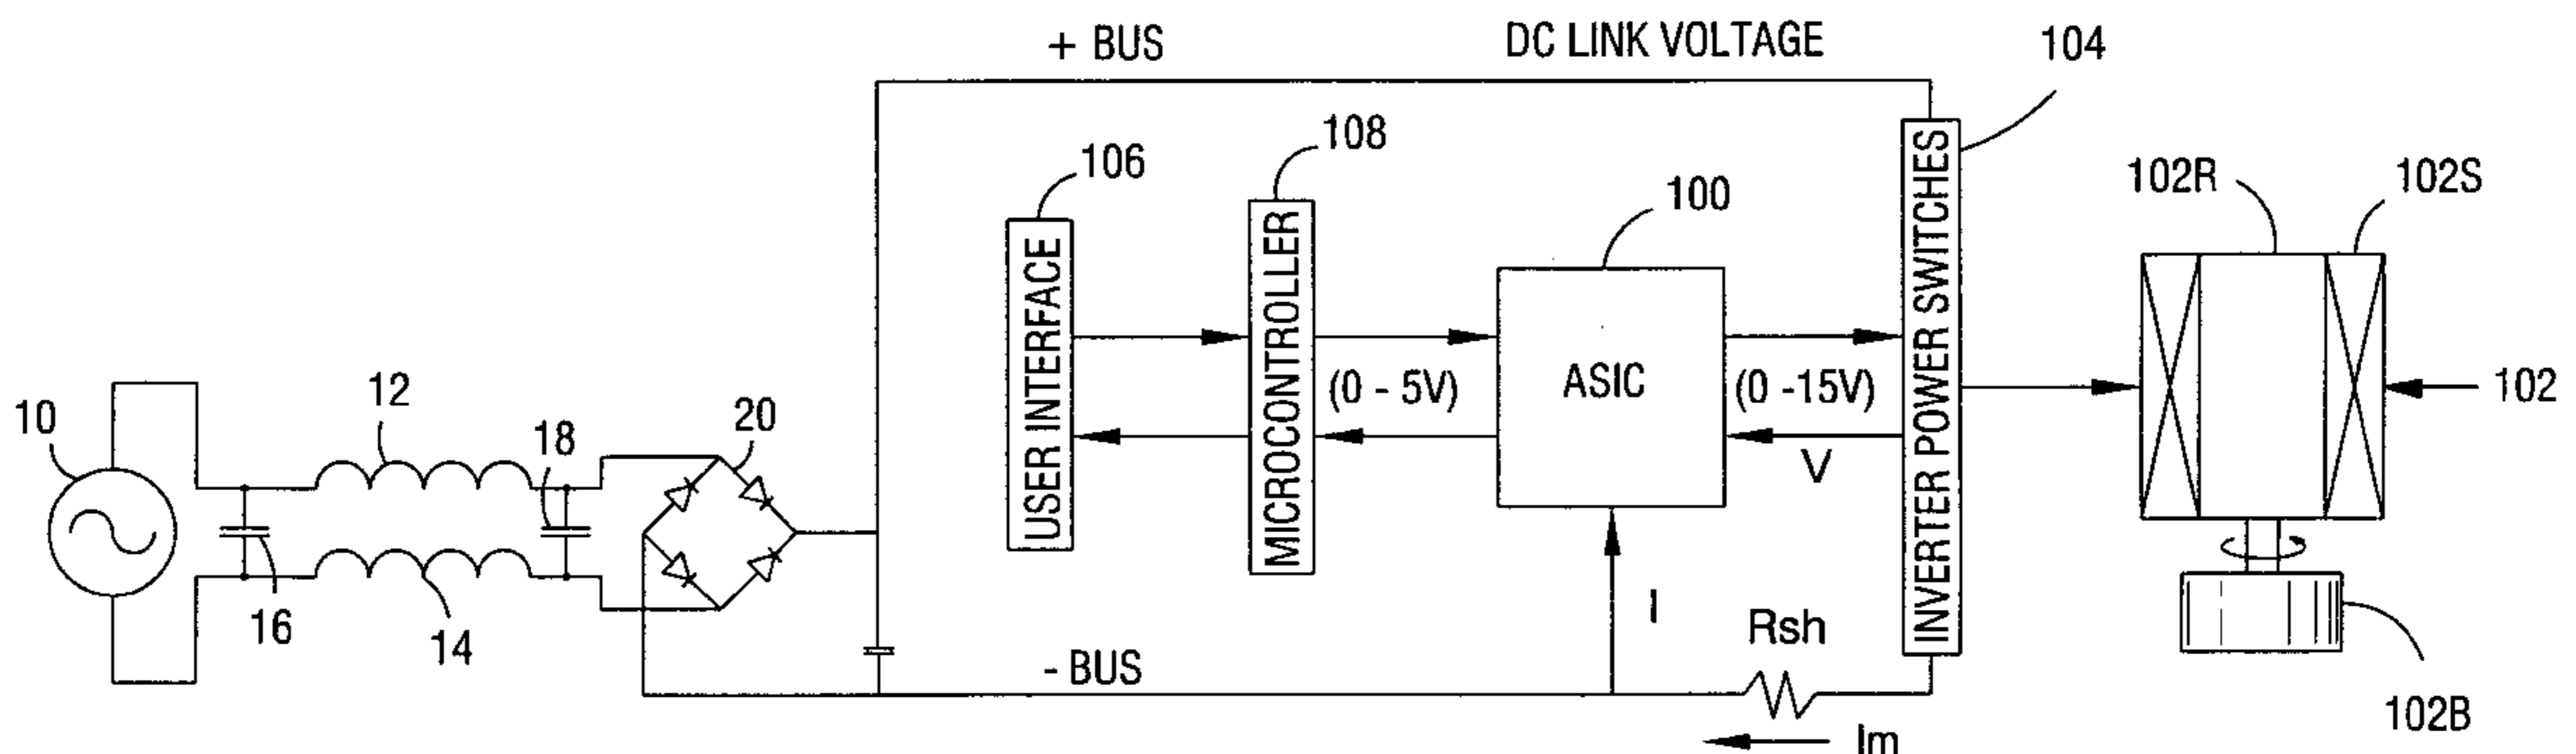 + BUS
DC LINK VOLTAGE
104
108
106
102R
102S
100
USER INTERFACE
MICROCONTROLLER
INVERTER POWER SWITCHES
12
20
10
18
(0 - 5V)
ASIC
(0 -15V)
102
V
16
14
I
Rsh
- BUS
102B
Im